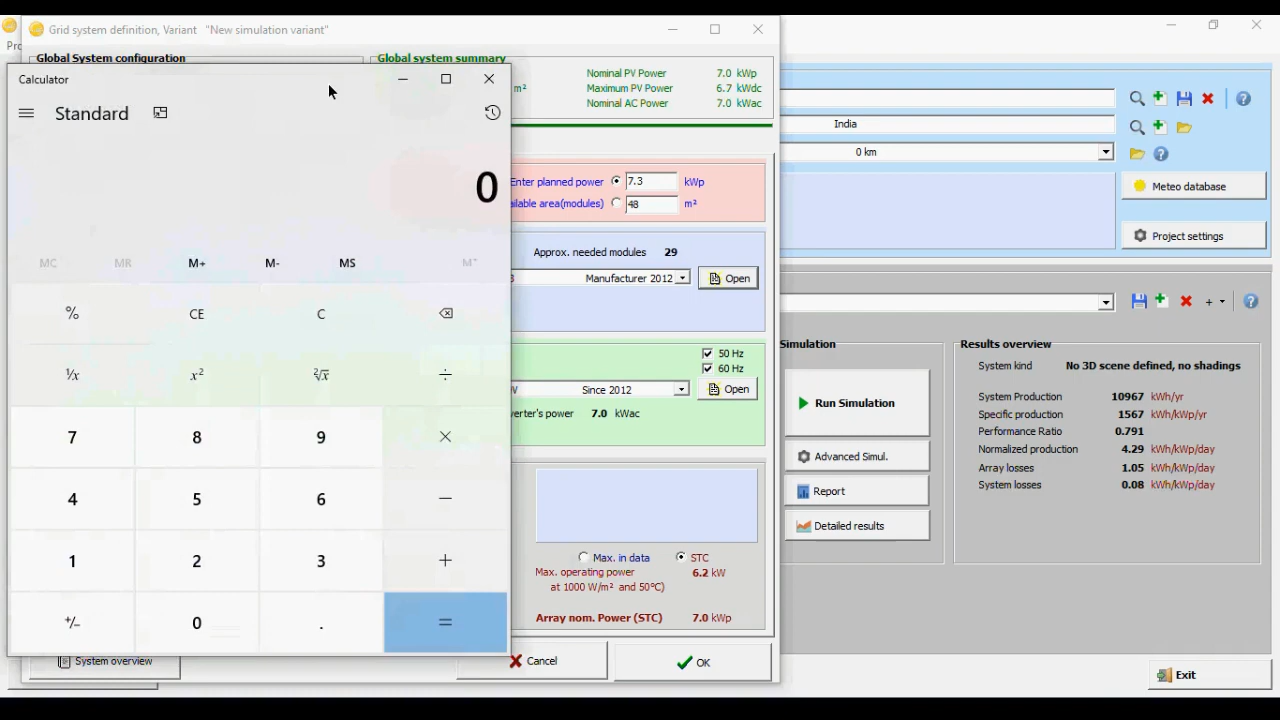 Grid system definition, Variant "New simulation variant"
Global System configuration
Global system summary
Calculator
Standard
0
MC MR M+ M- MS M˅
% CE C
¹/x x² ²√x ÷
7 8 9 ×
4 5 6 −
1 2 3 +
+/− 0 . =
m²
Nominal PV Power 7.0 kWp
Maximum PV Power 6.7 kWdc
Nominal AC Power 7.0 kWac
Enter planned power 7.3 kWp
ilable area(modules) 48 m²
Approx. needed modules 29
Manufacturer 2012 Open
50 Hz
60 Hz
Since 2012 Open
verter's power 7.0 kWac
Max. in data STC
Max. operating power 6.2 kW
at 1000 W/m² and 50°C)
Array nom. Power (STC) 7.0 kWp
System overview
Cancel
OK
India
0 km
Meteo database
Project settings
Simulation
Run Simulation
Advanced Simul.
Report
Detailed results
Results overview
System kind No 3D scene defined, no shadings
System Production 10967 kWh/yr
Specific production 1567 kWh/kWp/yr
Performance Ratio 0.791
Normalized production 4.29 kWh/kWp/day
Array losses 1.05 kWh/kWp/day
System losses 0.08 kWh/kWp/day
Exit